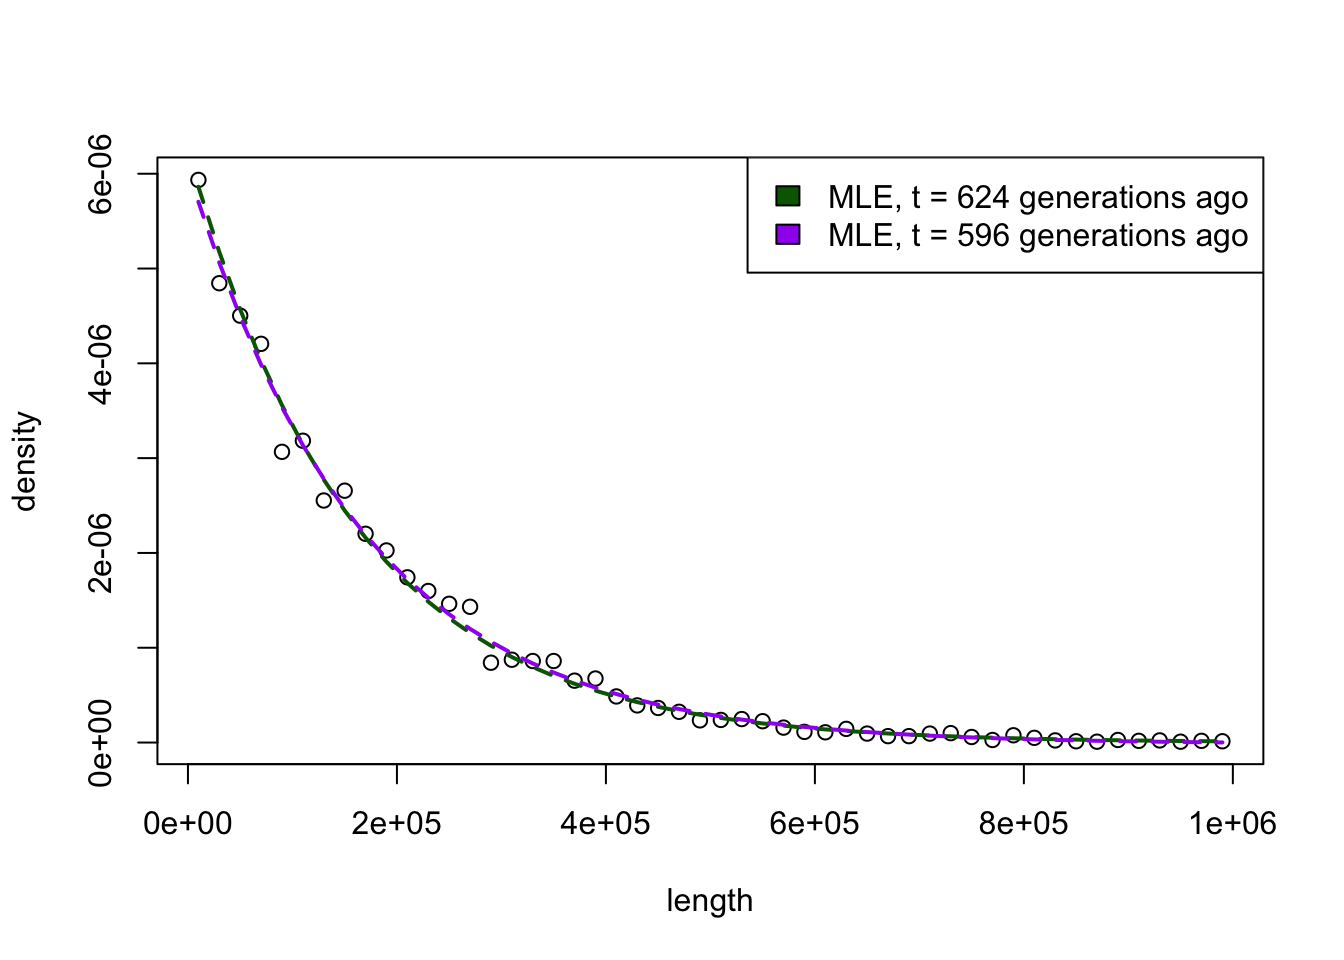 MLE, t = 624 generations ago
MLE, t = 596 generations ago
density
6e-06
4e-06
2e-06
0e+00
0e+00 2e+05 4e+05 6e+05 8e+05 1e+06
length